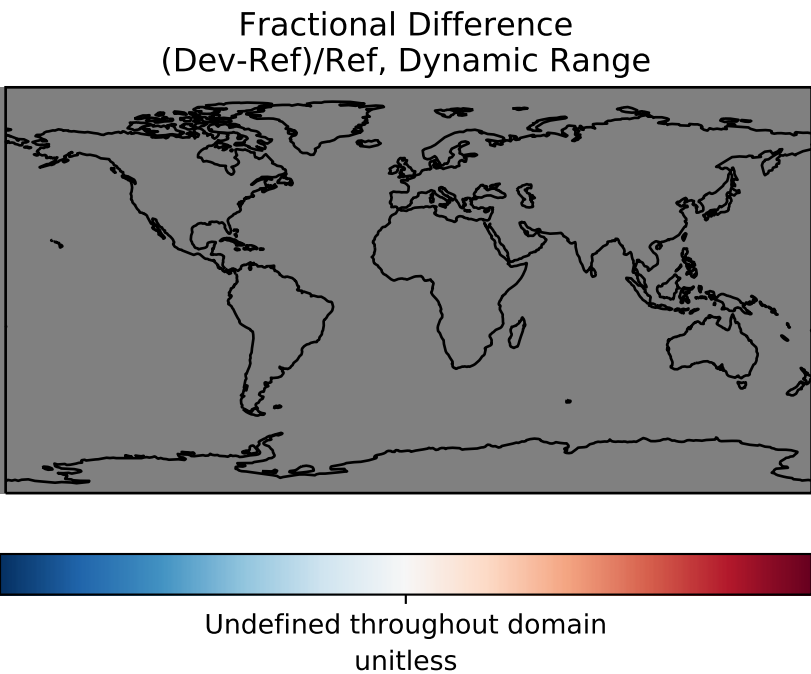 Fractional Difference
(Dev-Ref)/Ref, Dynamic Range
Undefined throughout domain
unitless